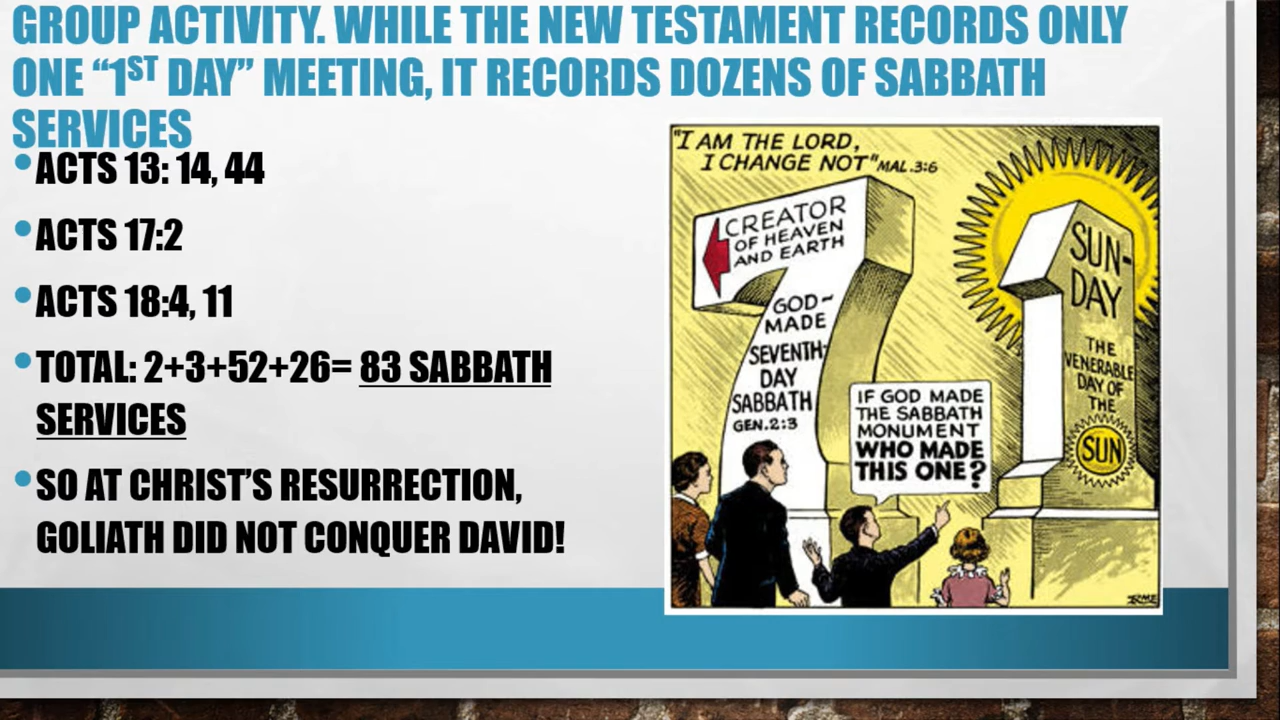 GROUP ACTIVITY. WHILE THE NEW TESTAMENT RECORDS ONLY
ONE “1ST DAY” MEETING, IT RECORDS DOZENS OF SABBATH
SERVICES
•ACTS 13: 14, 44
•ACTS 17:2
•ACTS 18:4, 11
•TOTAL: 2+3+52+26= 83 SABBATH
SERVICES
•SO AT CHRIST’S RESURRECTION,
GOLIATH DID NOT CONQUER DAVID!
"I AM THE LORD,
I CHANGE NOT" MAL.3:6
CREATOR
OF HEAVEN
AND EARTH
GOD-
MADE
SEVENTH-
DAY
SABBATH
GEN.2:3
IF GOD MADE
THE SABBATH
MONUMENT
WHO MADE
THIS ONE?
SUN-
DAY
THE
VENERABLE
DAY OF
THE
SUN